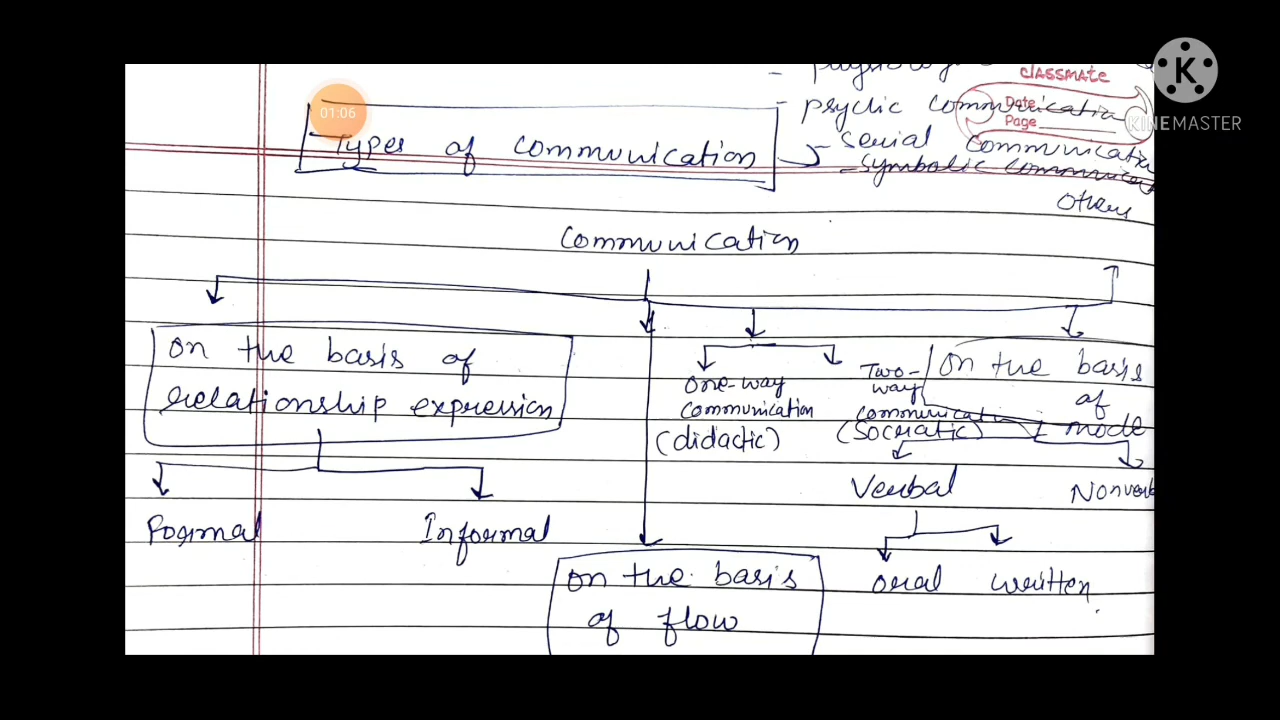 classmate
Date
Page
01:06
KINEMASTER
- psychic communication
Types of communication
- serial communication
- symbolic communication
others
Communication
on the basis of
relationship expression
Formal
Informal
one-way
communication
(didactic)
Two-
way
communication
(socratic)
on the basis
of
mode
Verbal
Nonverb
oral
written
on the basis
of flow